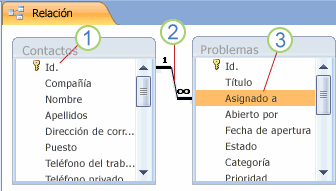 Relación
Contactos
1
Id.
Compañía
Nombre
Apellidos
Dirección de corr...
Puesto
Teléfono del trab...
Teléfono privado
2
1
∞
Problemas
3
Id.
Título
Asignado a
Abierto por
Fecha de apertura
Estado
Categoría
Prioridad